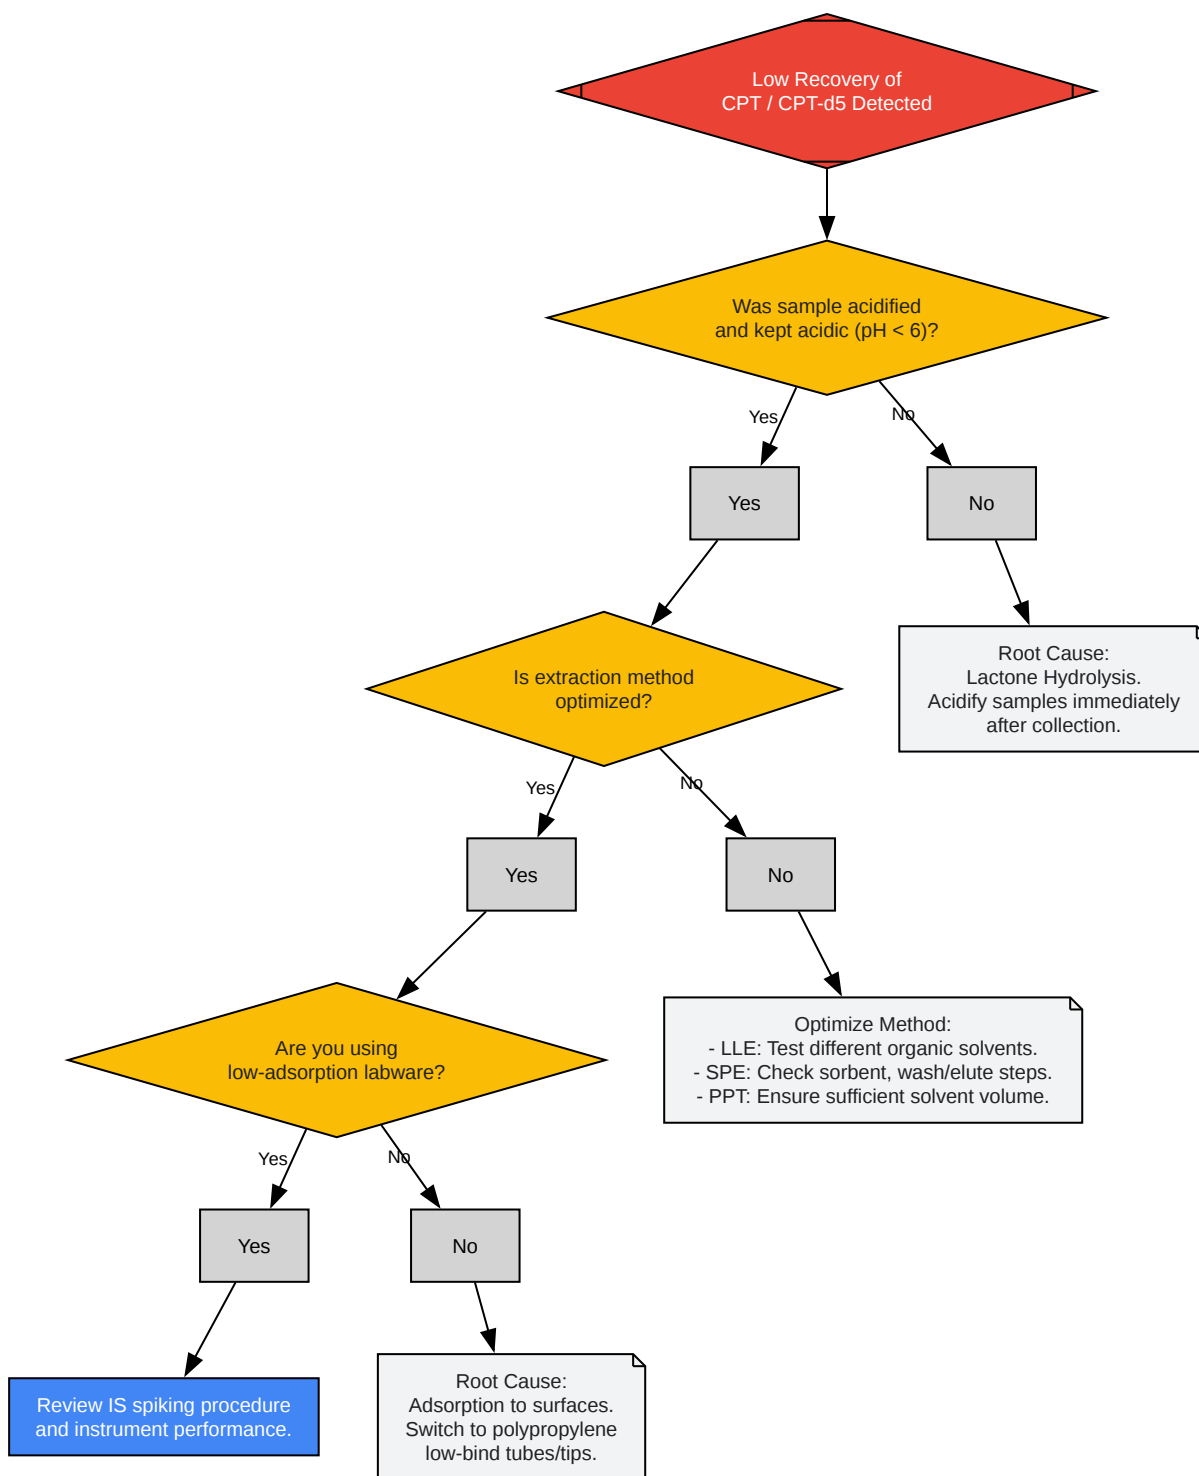 Low Recovery of
CPT / CPT-d5 Detected
Was sample acidified
and kept acidic (pH < 6)?
Yes
No
Yes
No
Is extraction method
optimized?
Root Cause:
Lactone Hydrolysis.
Acidify samples immediately
after collection.
Yes
No
Yes
No
Are you using
low-adsorption labware?
Optimize Method:
- LLE: Test different organic solvents.
- SPE: Check sorbent, wash/elute steps.
- PPT: Ensure sufficient solvent volume.
Yes
No
Yes
No
Review IS spiking procedure
and instrument performance.
Root Cause:
Adsorption to surfaces.
Switch to polypropylene
low-bind tubes/tips.